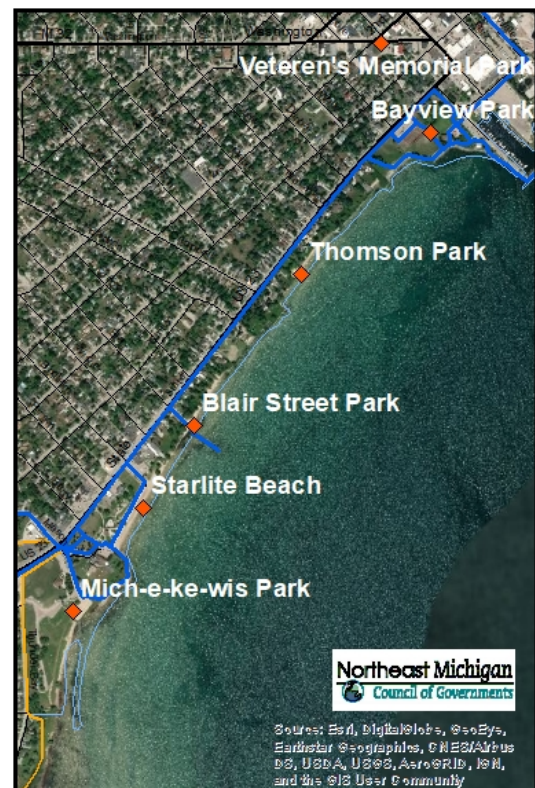 Washington
Veteren's Memorial Park
Bayview Park
Thomson Park
Blair Street Park
Starlite Beach
Mich-e-ke-wis Park
Northeast Michigan
Council of Governments
Source: Esri, DigitalGlobe, GeoEye,
Earthstar Geographics, CNES/Airbus
DS, USDA, USGS, AeroGRID, IGN,
and the GIS User Community